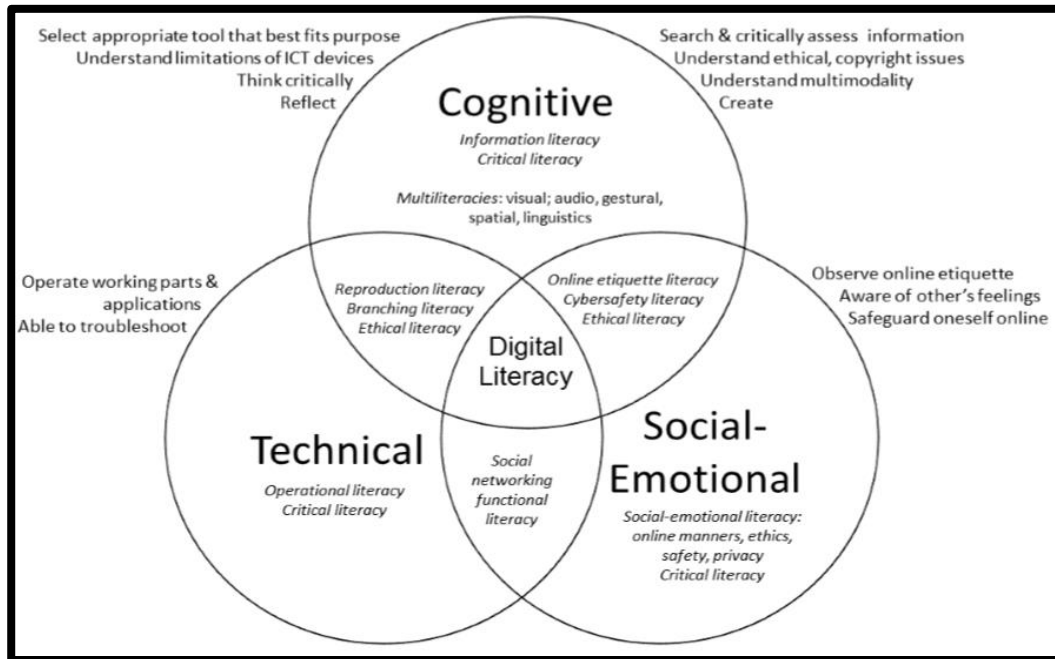 Select appropriate tool that best fits purpose
Understand limitations of ICT devices
Think critically
Reflect
Search & critically assess information
Understand ethical, copyright issues
Understand multimodality
Create
Cognitive
Information literacy
Critical literacy
Multiliteracies: visual; audio, gestural,
spatial, linguistics
Operate working parts &
applications
Able to troubleshoot
Reproduction literacy
Branching literacy
Ethical literacy
Online etiquette literacy
Cybersafety literacy
Ethical literacy
Observe online etiquette
Aware of other's feelings
Safeguard oneself online
Digital
Literacy
Technical
Operational literacy
Critical literacy
Social
networking
functional
literacy
Social-
Emotional
Social-emotional literacy:
online manners, ethics,
safety, privacy
Critical literacy